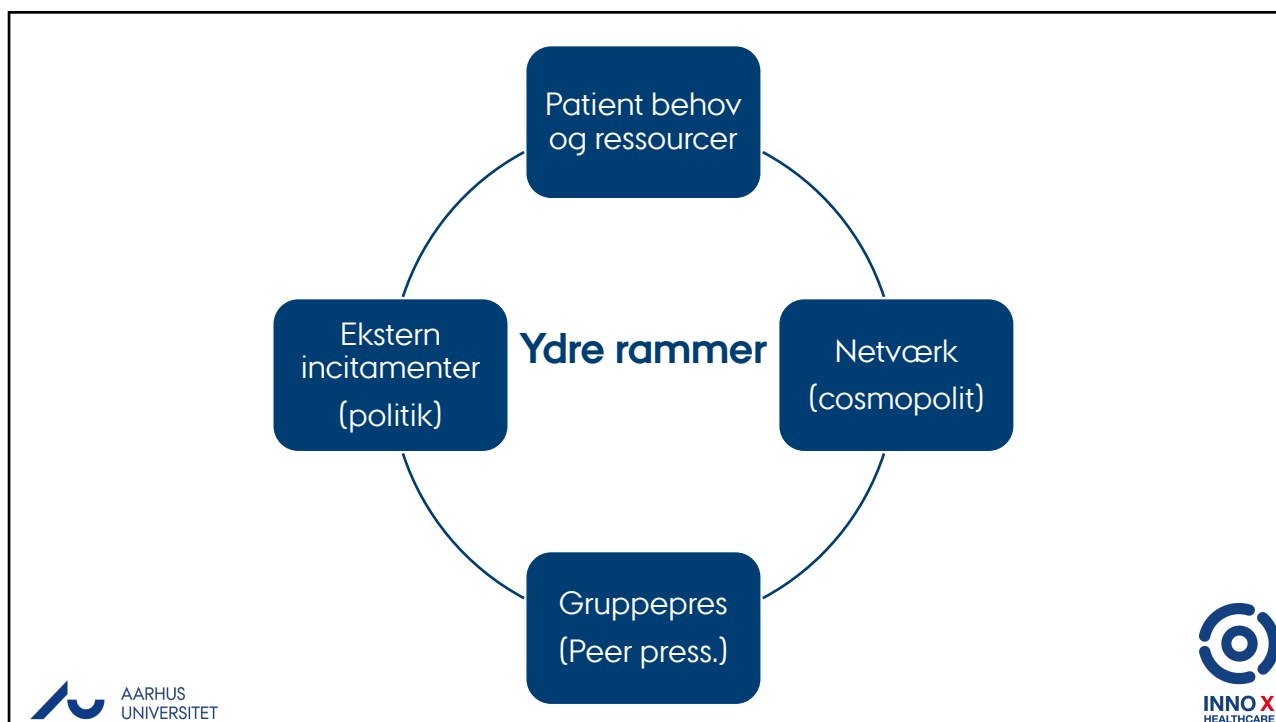 Patient behov
og ressourcer
Ekstern
incitamenter
(politik)
Ydre rammer
Netværk
(cosmopolit)
Gruppepres
(Peer press.)
AARHUS
UNIVERSITET
INNO X
HEALTHCARE